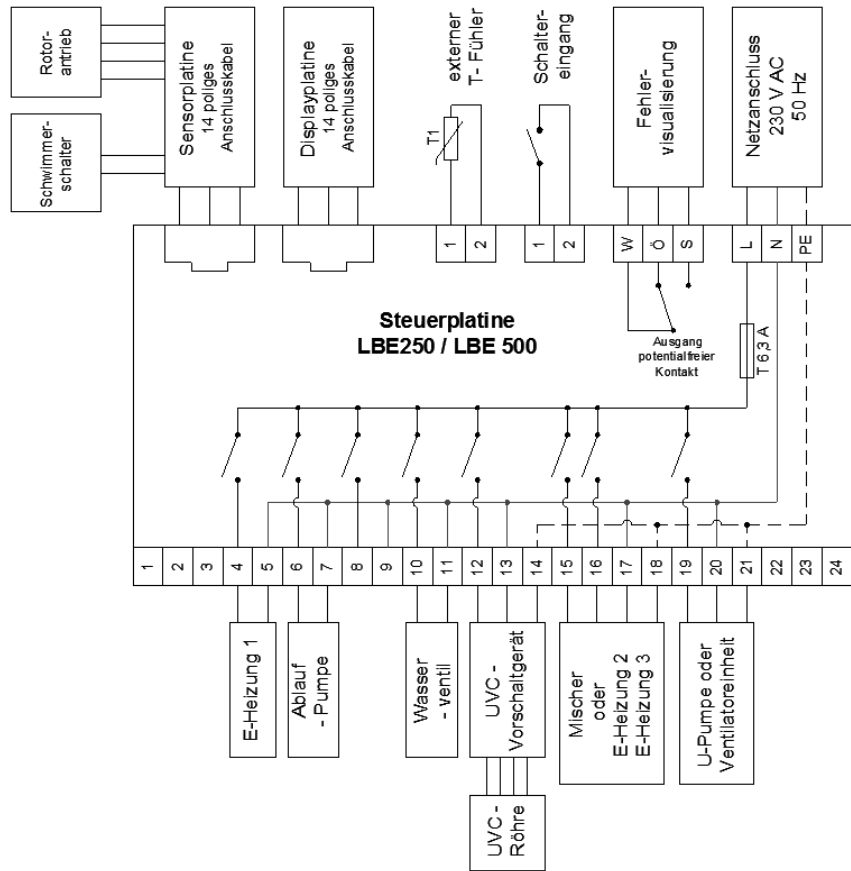 Rotor-
antrieb
Schwimmer-
schalter
Sensorplatine
14 poliges
Anschlusskabel
Displayplatine
14 poliges
Anschlusskabel
externer
T- Fühler
T1
Schalter-
eingang
Fehler-
visualisierung
Netzanschluss
230 V AC
50 Hz
1
2
1
2
W
Ö
S
L
N
PE
Steuerplatine
LBE250 / LBE 500
Ausgang
potentialfreier
Kontakt
T 6,3 A
1
2
3
4
5
6
7
8
9
10
11
12
13
14
15
16
17
18
19
20
21
22
23
24
E-Heizung 1
Ablauf
- Pumpe
Wasser
- ventil
UVC -
Vorschaltgerät
UVC -
Röhre
Mischer
oder
E-Heizung 2
E-Heizung 3
U-Pumpe oder
Ventilatoreinheit